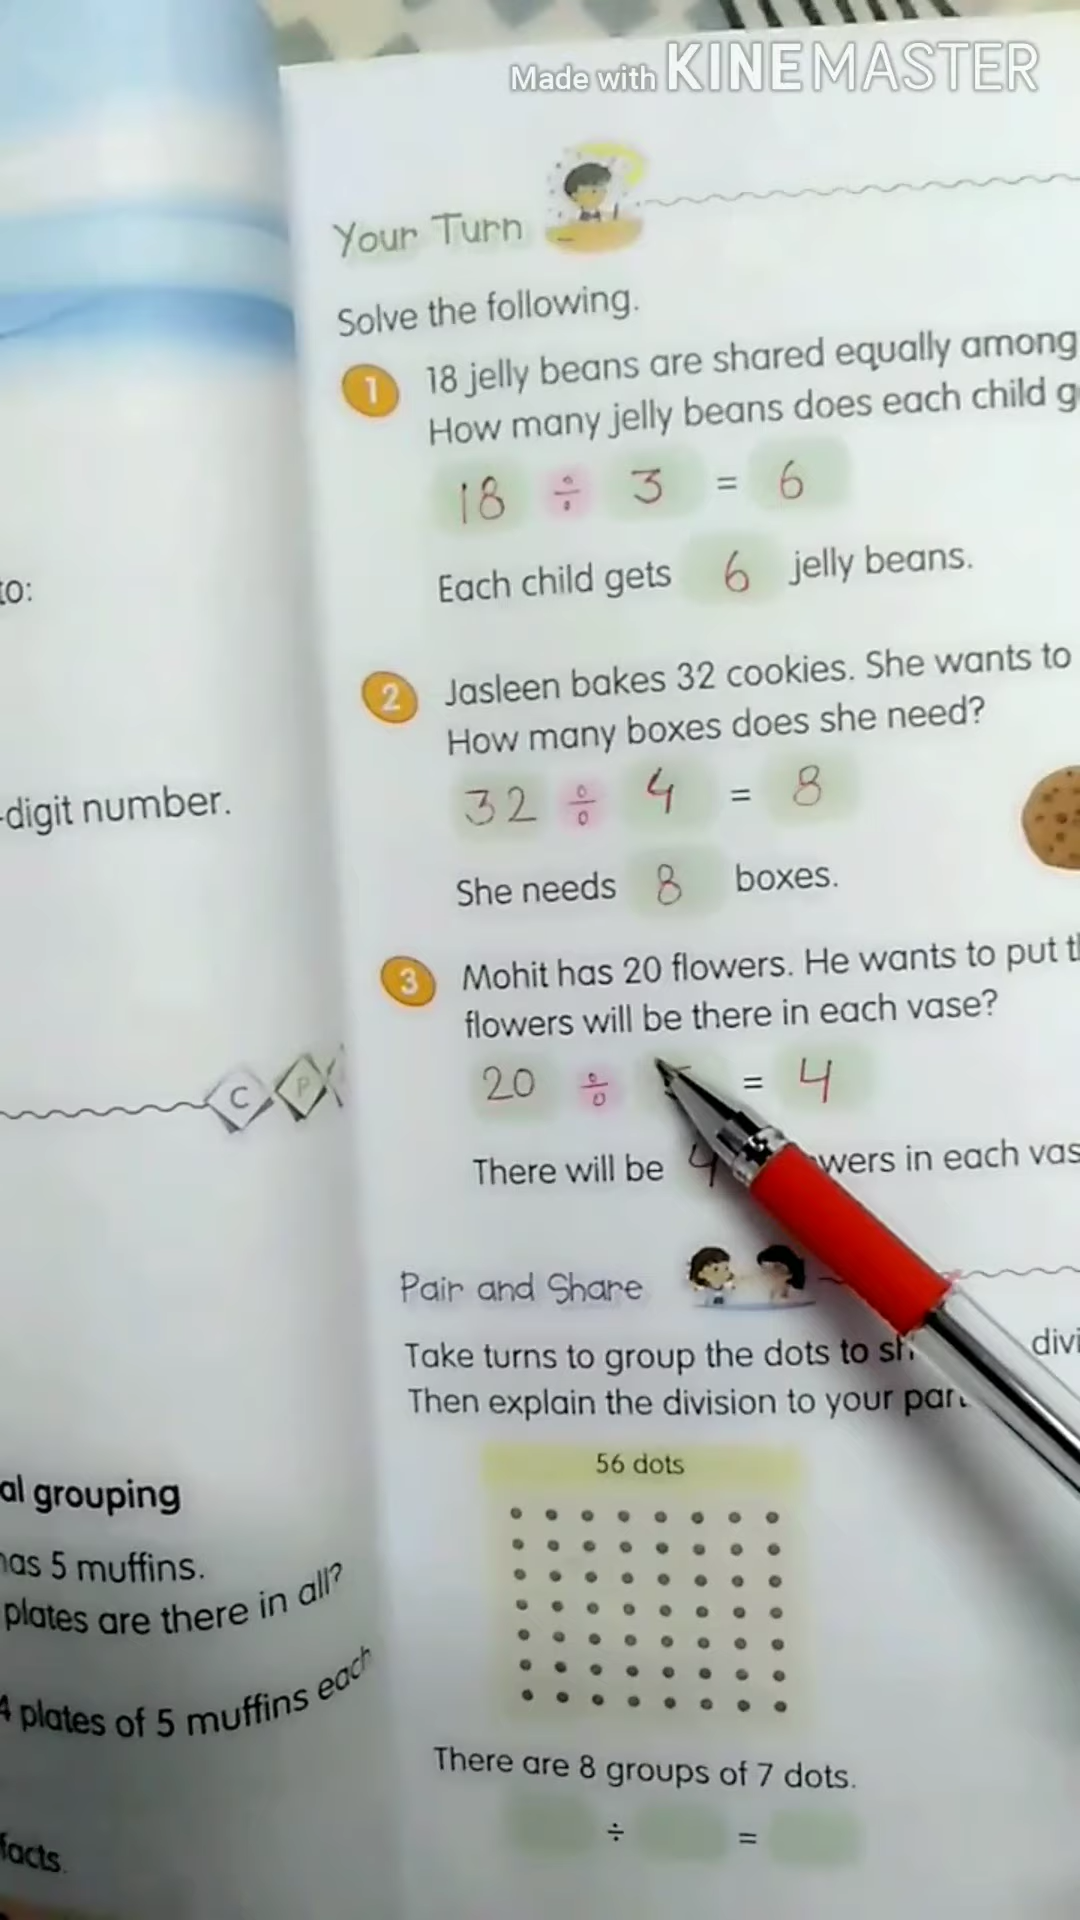 Made with KINEMASTER
Your Turn
Solve the following.
1 18 jelly beans are shared equally among
How many jelly beans does each child
18 ÷ 3 = 6
Each child gets 6 jelly beans.
to:
2 Jasleen bakes 32 cookies. She wants to
How many boxes does she need?
-digit number.
32 ÷ 4 = 8
She needs 8 boxes.
3 Mohit has 20 flowers. He wants to put
flowers will be there in each vase?
C P
20 ÷ = 4
There will be 4 in each
Pair and Share
Take turns to group the dots to
Then explain the division to your
56 dots
al grouping
has 5 muffins.
plates are there in all?
4 plates of 5 muffins each
There are 8 groups of 7 dots.
÷ =
facts.